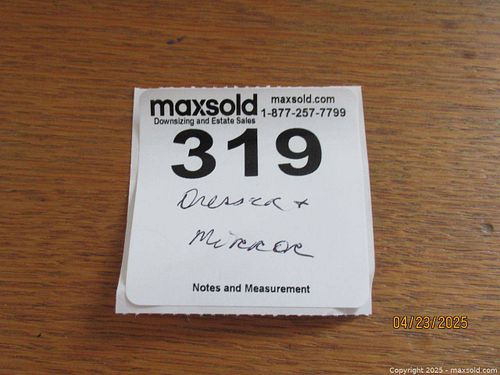 maxsold maxsold.com
Downsizing and Estate Sales 1-877-257-7799
319
Dresser +
Mirror
Notes and Measurement
04/23/2025
Copyright 2025 - maxsold.com